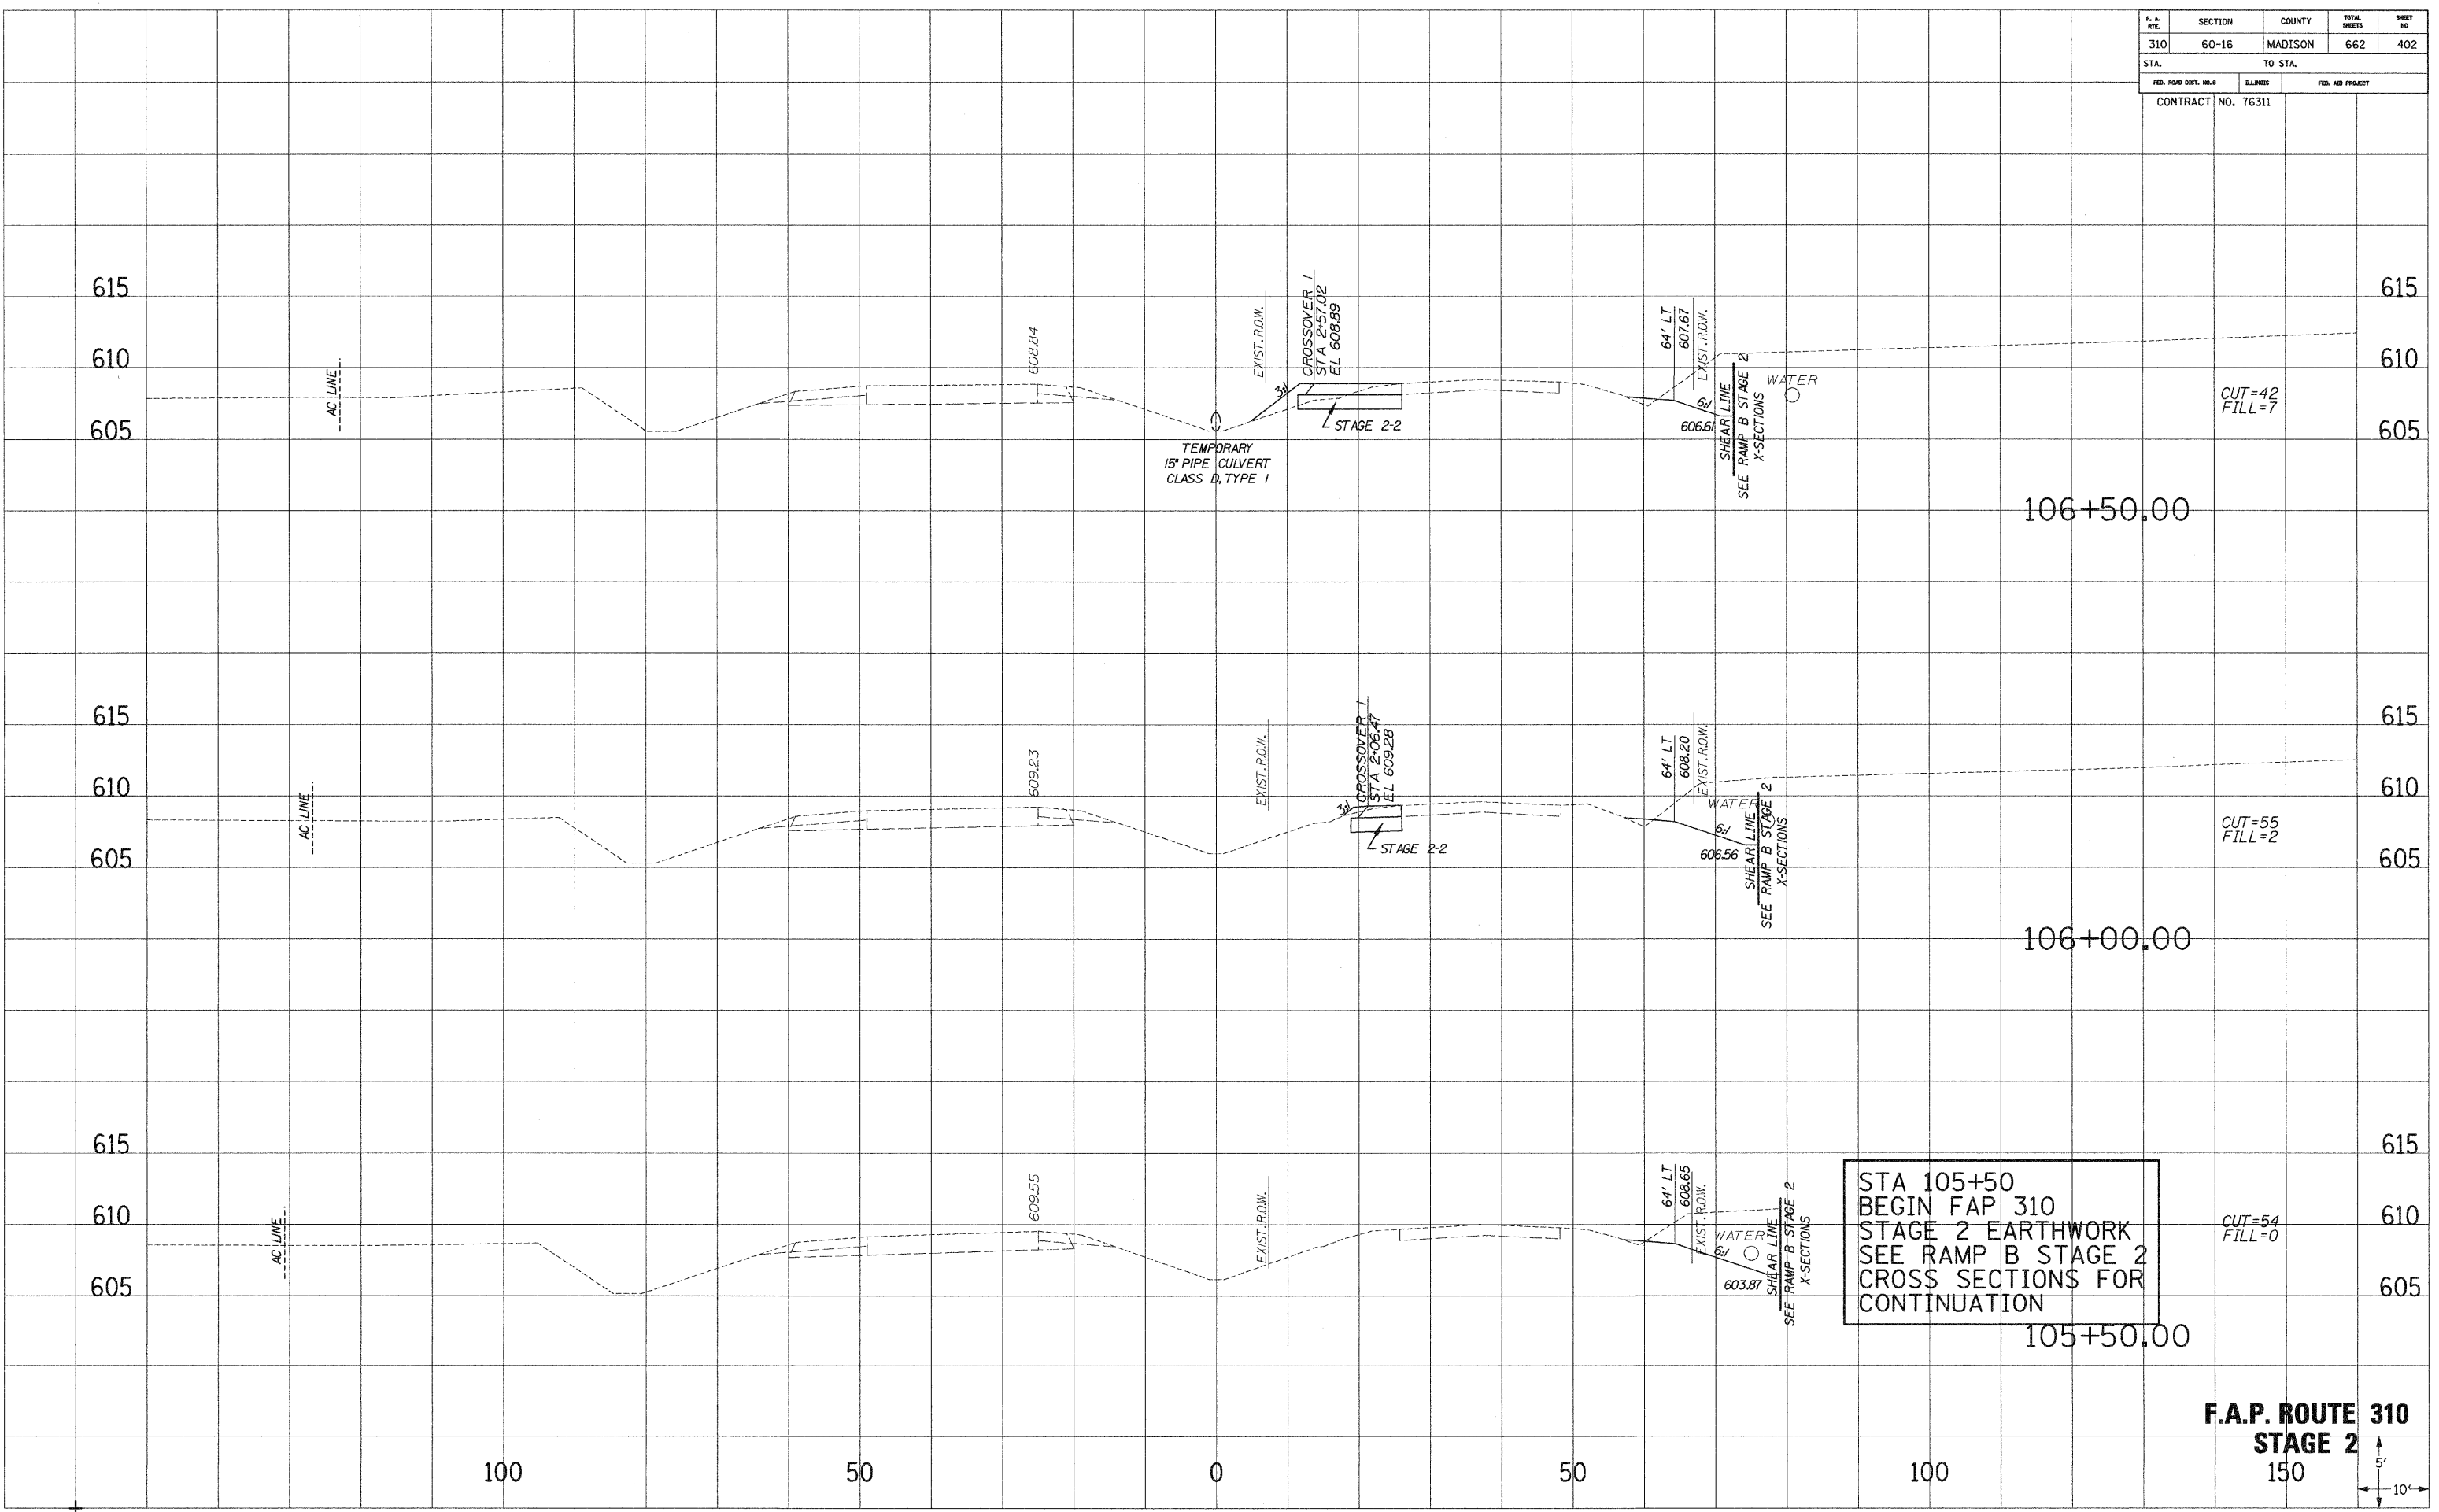 F. A. RTE. SECTION COUNTY TOTAL SHEETS SHEET NO
310 60-16 MADISON 662 402
STA. TO STA.
FED. ROAD DIST. NO. ILLINOIS FED. AID PROJECT
CONTRACT NO. 76311
615 615
610 610
605 605
AC LINE
608.84
EXIST. R.O.W.
CROSSOVER 1
STA 2+57.02
EL 608.89
3:1
STAGE 2-2
TEMPORARY
15" PIPE CULVERT
CLASS D, TYPE 1
64' LT
607.67
EXIST. R.O.W.
6:1
606.61
SHEAR LINE
SEE RAMP B STAGE 2
X-SECTIONS
WATER
CUT=42
FILL=7
106+50.00
615 615
610 610
605 605
AC LINE
609.23
EXIST. R.O.W.
CROSSOVER 1
STA 2+06.47
EL 609.28
3:1
STAGE 2-2
64' LT
608.20
EXIST. R.O.W.
WATER
6:1
606.56
SHEAR LINE
SEE RAMP B STAGE 2
X-SECTIONS
CUT=55
FILL=2
106+00.00
615 615
610 610
605 605
AC LINE
609.55
EXIST. R.O.W.
64' LT
608.65
EXIST. R.O.W.
WATER
6:1
603.87
SHEAR LINE
SEE RAMP B STAGE 2
X-SECTIONS
STA 105+50
BEGIN FAP 310
STAGE 2 EARTHWORK
SEE RAMP B STAGE 2
CROSS SECTIONS FOR
CONTINUATION
CUT=54
FILL=0
105+50.00
F.A.P. ROUTE 310
STAGE 2
100 50 0 50 100 150
5'
10'